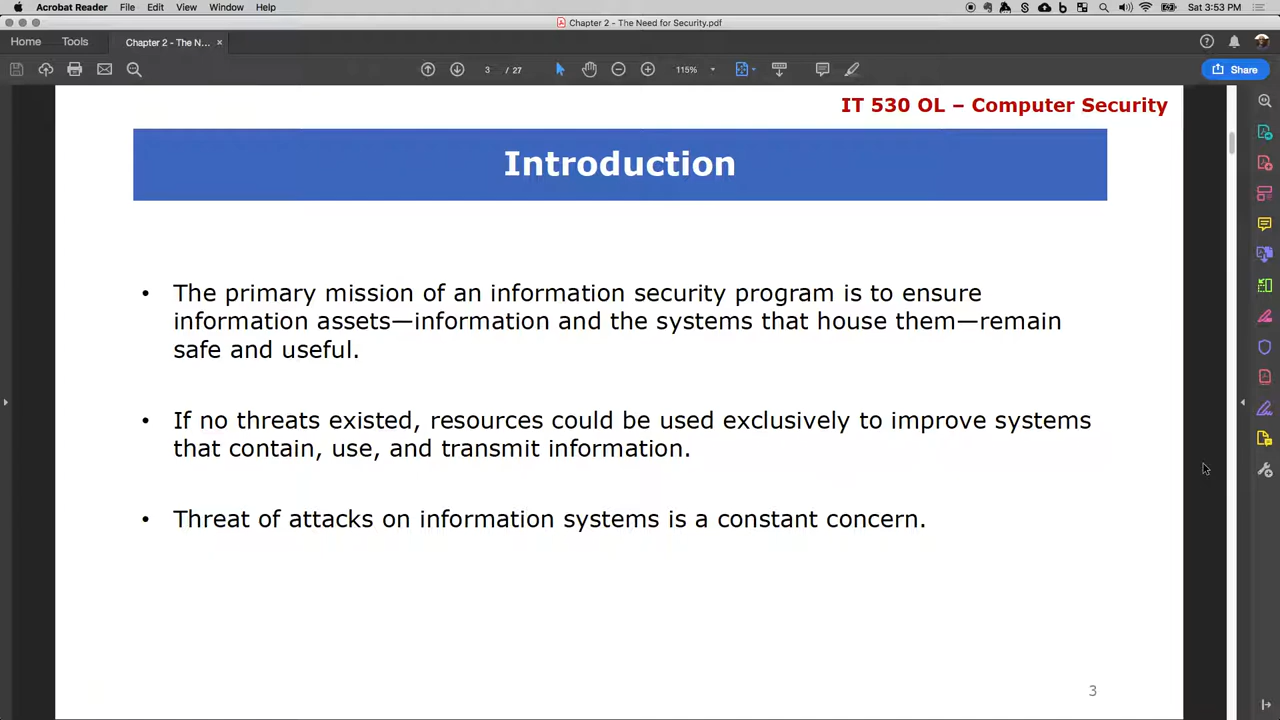 Acrobat Reader File Edit View Window Help Sat 3:53 PM
Chapter 2 - The Need for Security.pdf
Home Tools Chapter 2 - The N... ×
3 / 27 115% Share
IT 530 OL – Computer Security
Introduction
• The primary mission of an information security program is to ensure
information assets—information and the systems that house them—remain
safe and useful.
• If no threats existed, resources could be used exclusively to improve systems
that contain, use, and transmit information.
• Threat of attacks on information systems is a constant concern.
3